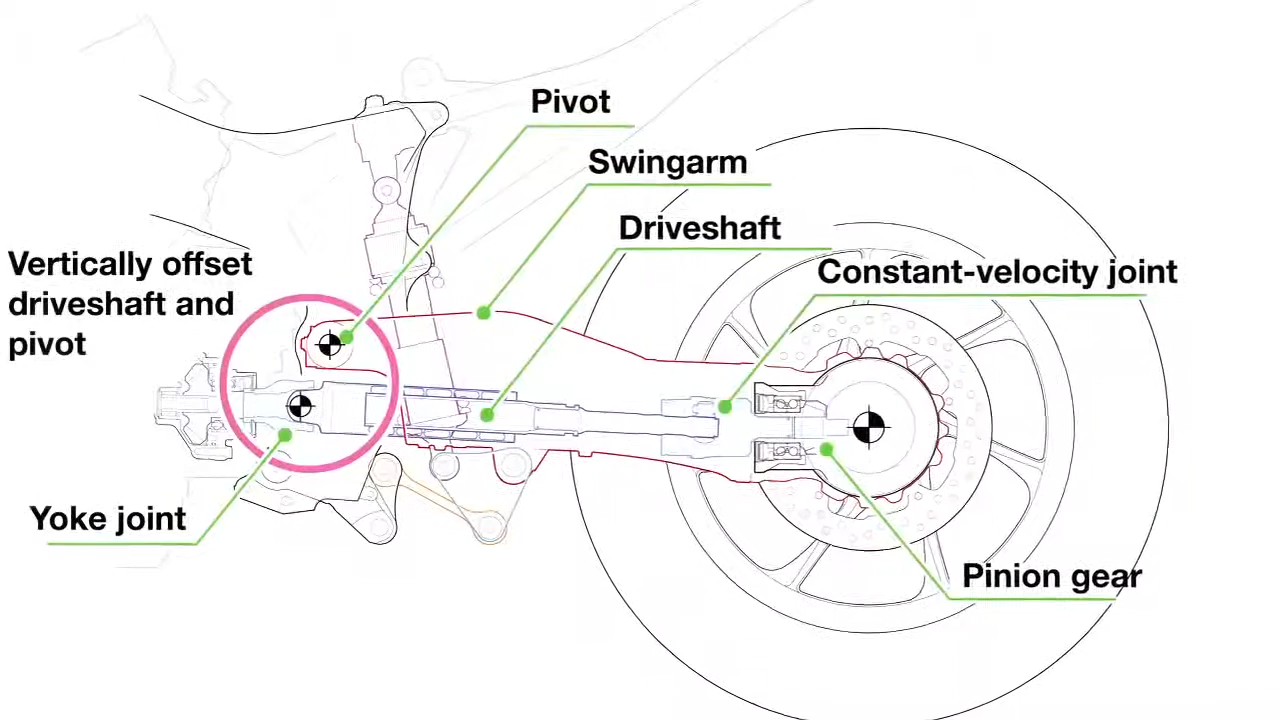 Pivot
Swingarm
Driveshaft
Vertically offset
driveshaft and
pivot
Constant-velocity joint
Yoke joint
Pinion gear